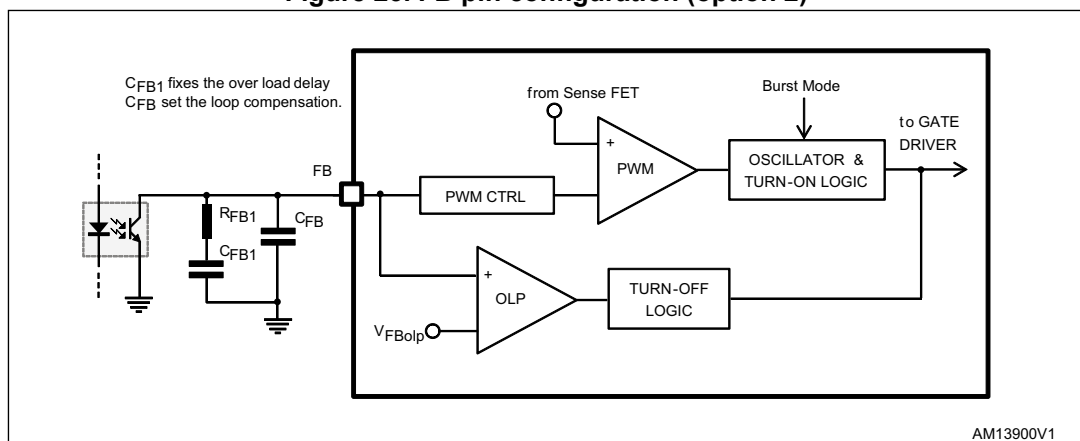 Figure 26. FB pin configuration (option 2)
CFB1 fixes the over load delay
CFB set the loop compensation.
from Sense FET
Burst Mode
to GATE
DRIVER
+
PWM
OSCILLATOR &
TURN-ON LOGIC
FB
PWM CTRL
RFB1
CFB
CFB1
+
OLP
TURN-OFF
LOGIC
VFBolp
AM13900V1